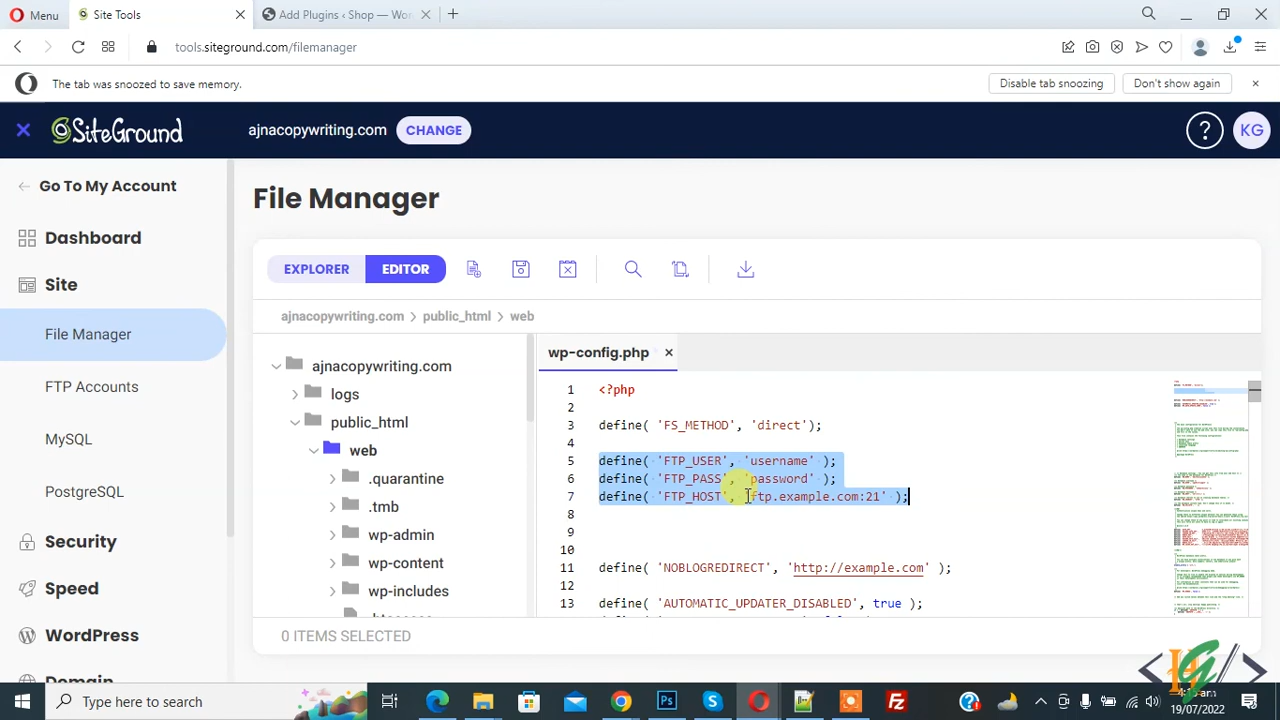 Menu
Site Tools
Add Plugins ‹ Shop — Wo
tools.siteground.com/filemanager
The tab was snoozed to save memory.
Disable tab snoozing
Don't show again
SiteGround
ajnacopywriting.com
CHANGE
?
KG
Go To My Account
Dashboard
Site
File Manager
FTP Accounts
MySQL
PostgreSQL
Security
Speed
WordPress
Domain
File Manager
EXPLORER
EDITOR
ajnacopywriting.com > public_html > web
ajnacopywriting.com
logs
public_html
web
.quarantine
.tmb
wp-admin
wp-content
wp-includes
0 ITEMS SELECTED
wp-config.php
1 <?php
2
3 define( 'FS_METHOD', 'direct');
4
5 define( 'FTP_USER', 'username' );
6 define( 'FTP_PASS', 'password' );
7 define( 'FTP_HOST', 'ftp.example.com:21' );
8
9
10
11 define( 'NOBLOGREDIRECT', 'http://example.com' );
12
13 define( 'AUTOMATIC_UPDATER_DISABLED', true );
Type here to search
19/07/2022